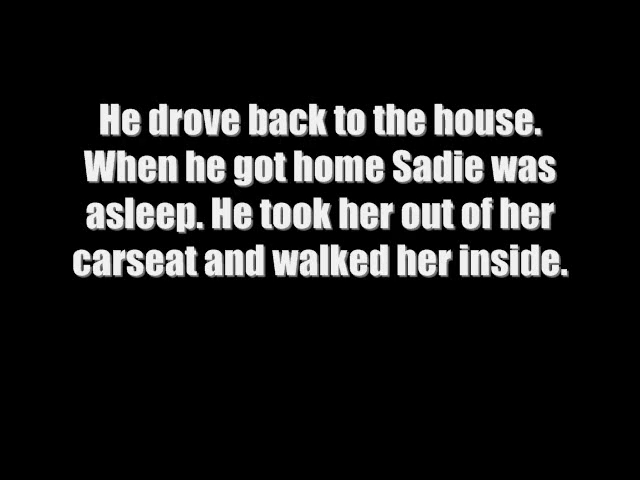 He drove back to the house.
When he got home Sadie was
asleep. He took her out of her
carseat and walked her inside.